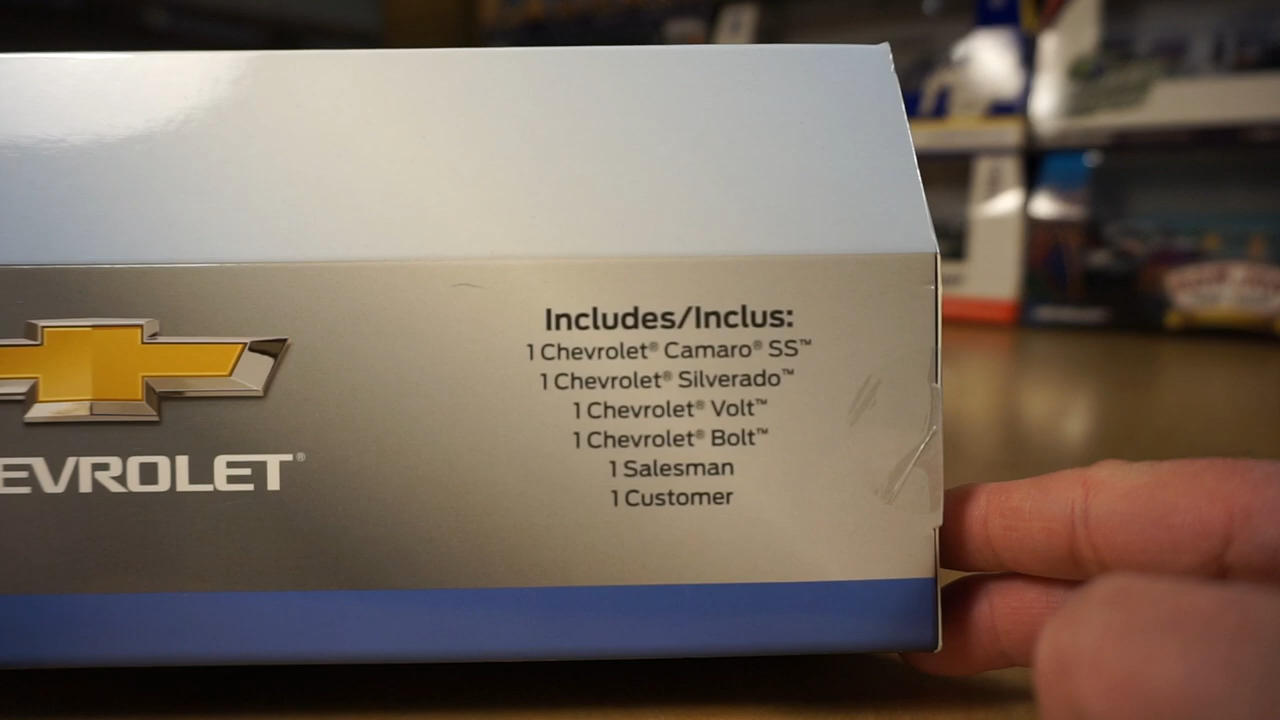 Includes/Inclus:
1 Chevrolet® Camaro® SS™
1 Chevrolet® Silverado™
1 Chevrolet® Volt™
1 Chevrolet® Bolt™
1 Salesman
1 Customer
EVROLET®